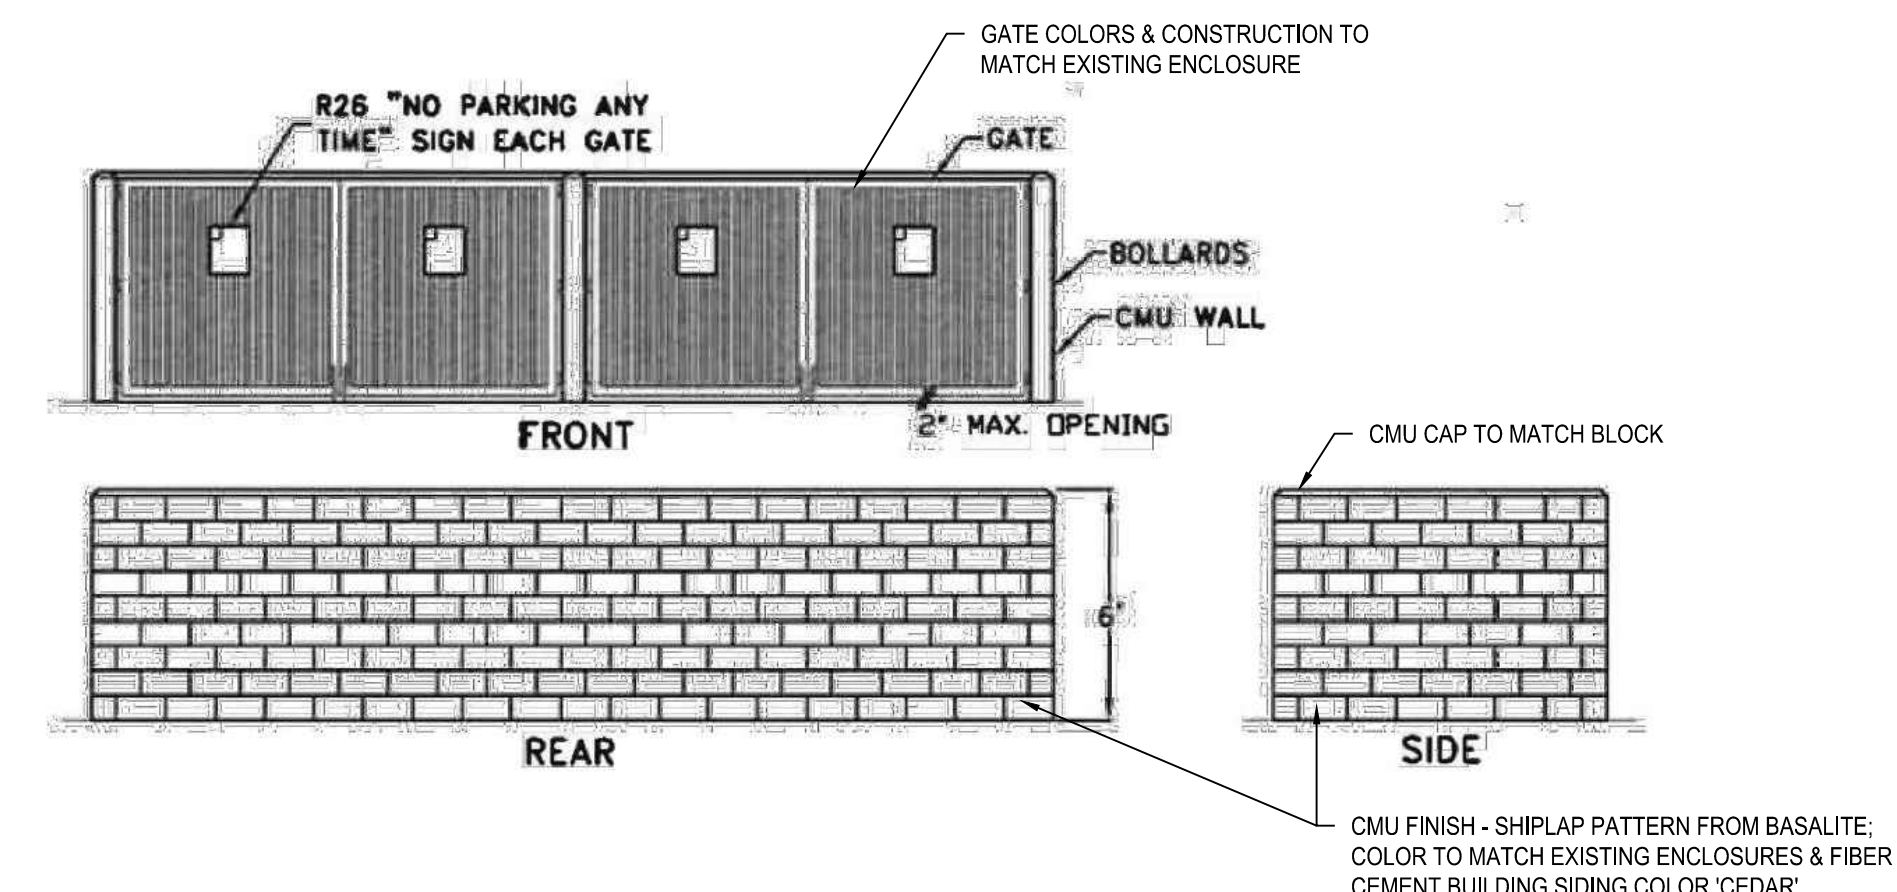 GATE COLORS & CONSTRUCTION TO
MATCH EXISTING ENCLOSURE
R26 "NO PARKING ANY
TIME" SIGN EACH GATE
GATE
BOLLARDS
CMU WALL
2" MAX. OPENING
FRONT
CMU CAP TO MATCH BLOCK
6'
REAR
SIDE
CMU FINISH - SHIPLAP PATTERN FROM BASALITE;
COLOR TO MATCH EXISTING ENCLOSURES & FIBER
CEMENT BUILDING SIDING COLOR 'CEDAR'